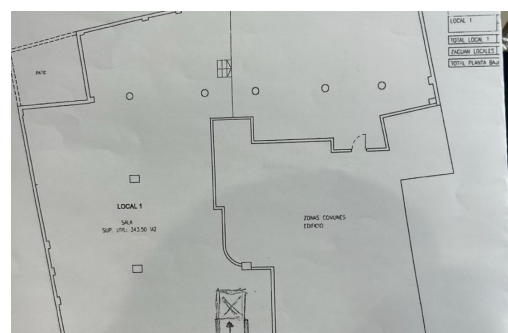 LOCAL 1
TOTAL LOCAL 1
ZAGUAN LOCALES
TOTAL PLANTA BAJ
PATIO
LOCAL 1
SALA
SUP. UTIL: 343.50 M2
ZONAS COMUNES
EDIFICIO